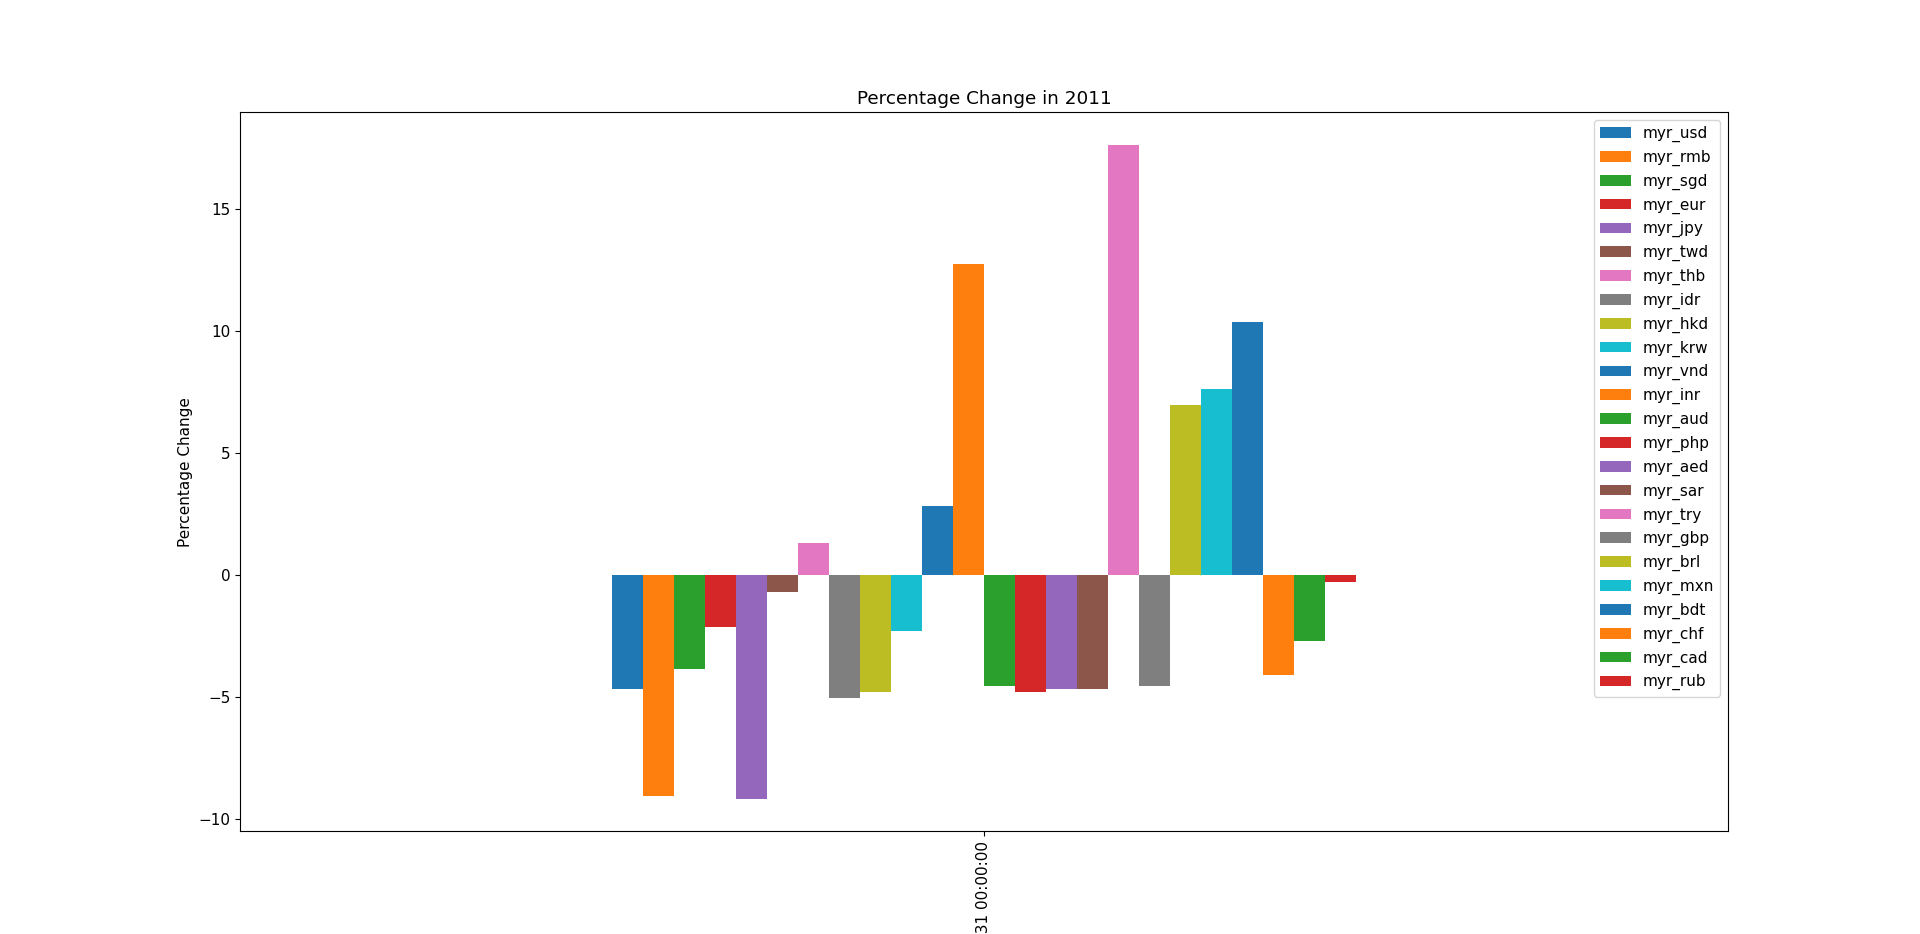 Percentage Change in 2011
Percentage Change
15
10
5
0
−5
−10
31 00:00:00
myr_usd
myr_rmb
myr_sgd
myr_eur
myr_jpy
myr_twd
myr_thb
myr_idr
myr_hkd
myr_krw
myr_vnd
myr_inr
myr_aud
myr_php
myr_aed
myr_sar
myr_try
myr_gbp
myr_brl
myr_mxn
myr_bdt
myr_chf
myr_cad
myr_rub